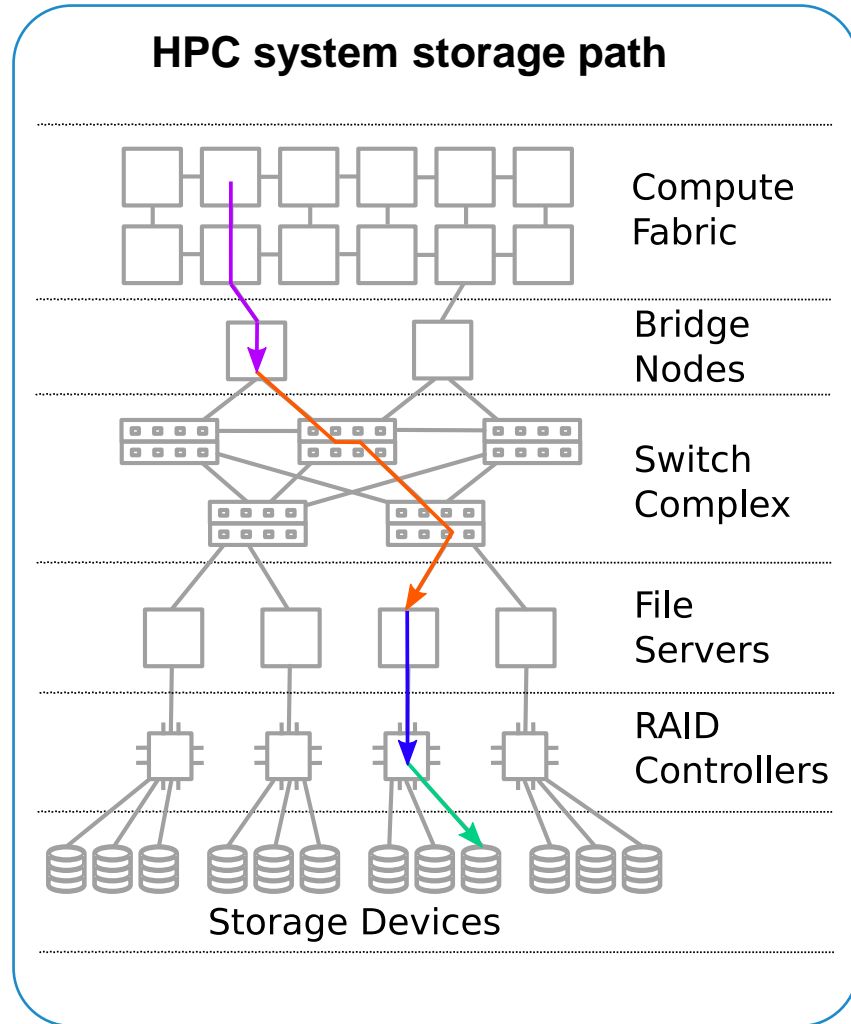 HPC system storage path
Compute
Fabric
Bridge
Nodes
Switch
Complex
File
Servers
RAID
Controllers
Storage Devices